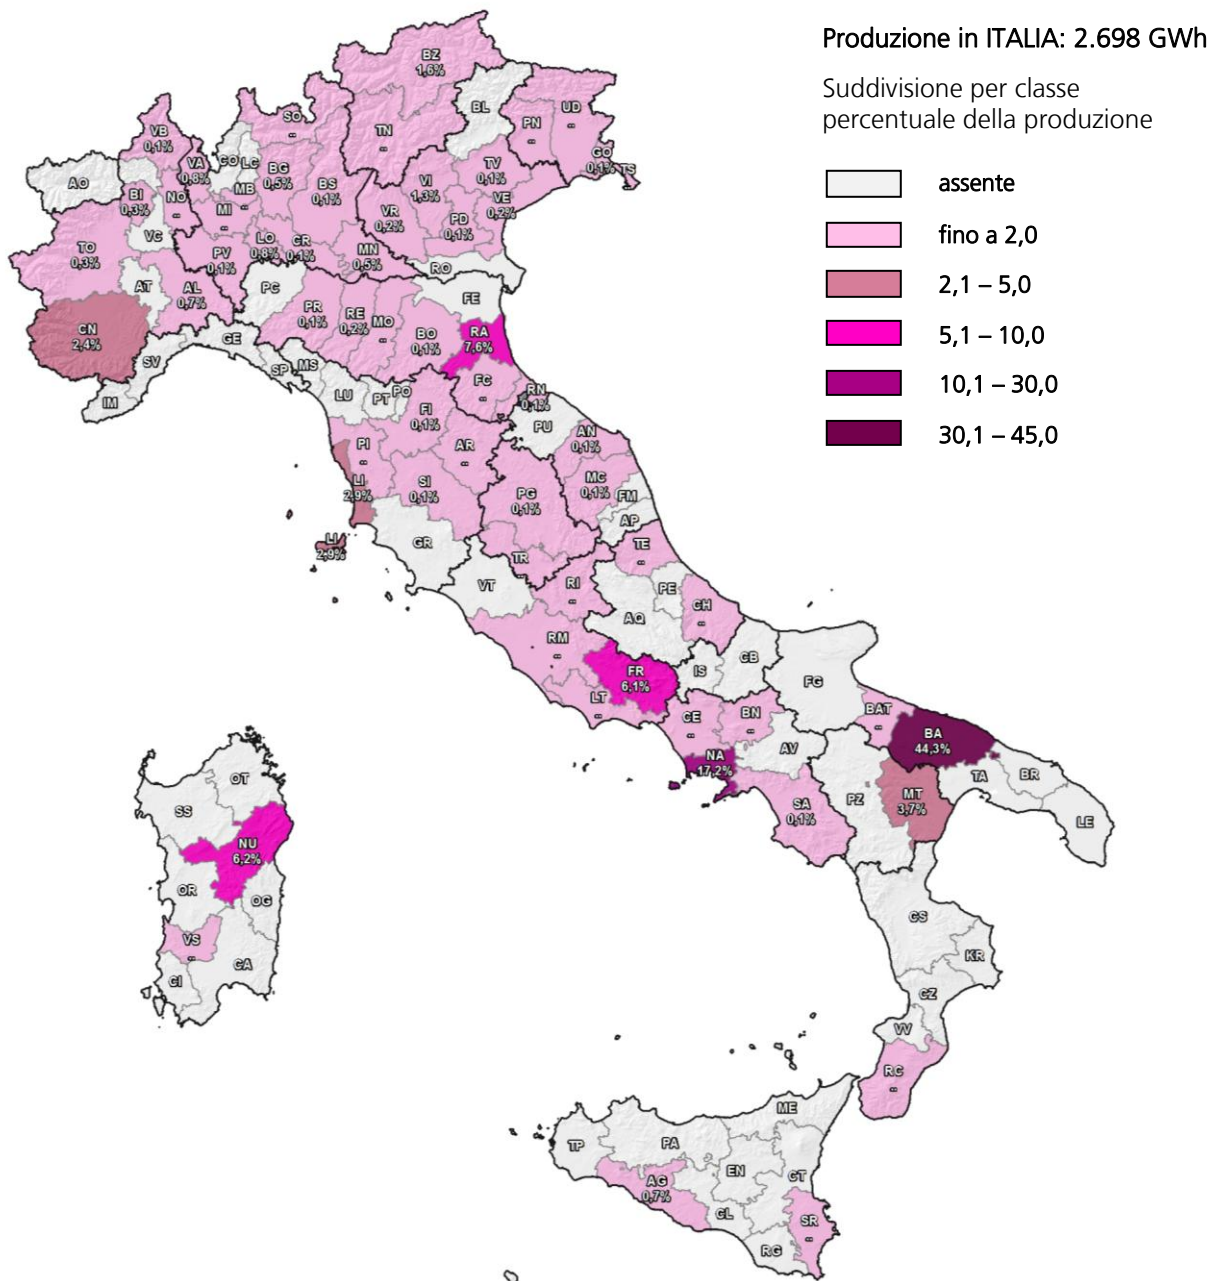 Produzione in ITALIA: 2.698 GWh
Suddivisione per classe
percentuale della produzione
assente
fino a 2,0
2,1 – 5,0
5,1 – 10,0
10,1 – 30,0
30,1 – 45,0
BZ
1,6%
BL
UD
--
PN
--
SO
--
TN
--
VB
0,1%
GO
0,1%
TS
VA
0,8%
CO
LC
BG
0,5%
TV
0,1%
AO
BI
0,3%
NO
--
MB
--
BS
0,1%
VI
1,3%
VE
0,2%
MI
--
VR
0,2%
PD
0,1%
TO
0,3%
VC
PV
0,1%
LO
0,8%
CR
0,1%
MN
0,5%
RO
AT
AL
0,7%
PC
FE
CN
2,4%
PR
0,1%
RE
0,2%
MO
--
BO
0,1%
RA
7,6%
GE
SV
SP
MS
IM
LU
PT
PO
FC
--
RN
0,1%
FI
0,1%
PU
AN
0,1%
PI
--
AR
--
LI
2,9%
SI
0,1%
PG
0,1%
MC
0,1%
FM
AP
LI
2,9%
GR
TE
--
TR
--
VT
RI
--
PE
CH
--
AQ
RM
--
FR
6,1%
IS
CB
FG
LT
--
CE
--
BN
--
BAT
--
BA
44,3%
NA
17,2%
AV
TA
BR
OT
SS
SA
0,1%
PZ
MT
3,7%
LE
NU
6,2%
OR
OG
CS
VS
--
CA
CI
KR
CZ
VV
RC
--
ME
TP
PA
EN
CT
AG
0,7%
CL
SR
--
RG